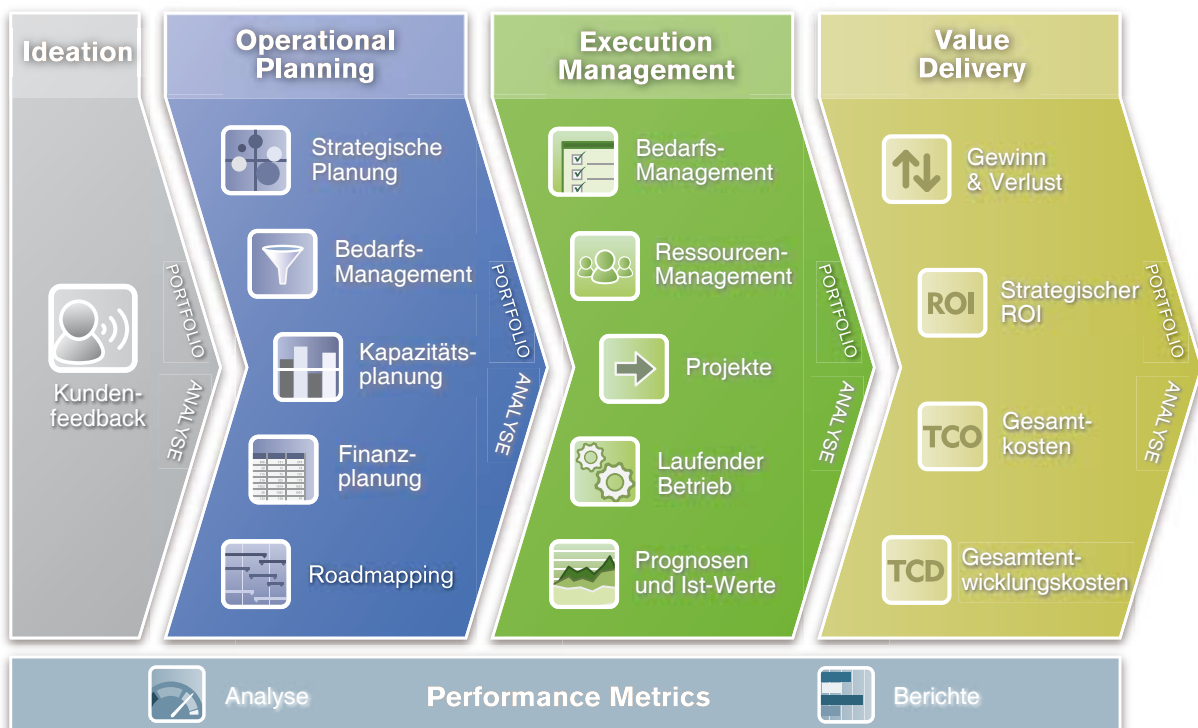 Ideation
Kunden-
feedback
PORTFOLIO
ANALYSE
Operational
Planning
Strategische
Planung
Bedarfs-
Management
Kapazitäts-
planung
Finanz-
planung
Roadmapping
PORTFOLIO
ANALYSE
Execution
Management
Bedarfs-
Management
Ressourcen-
Management
Projekte
Laufender
Betrieb
Prognosen
und Ist-Werte
PORTFOLIO
ANALYSE
Value
Delivery
Gewinn
& Verlust
ROI
Strategischer
ROI
TCO
Gesamt-
kosten
TCD
Gesamtent-
wicklungskosten
PORTFOLIO
ANALYSE
Analyse
Performance Metrics
Berichte